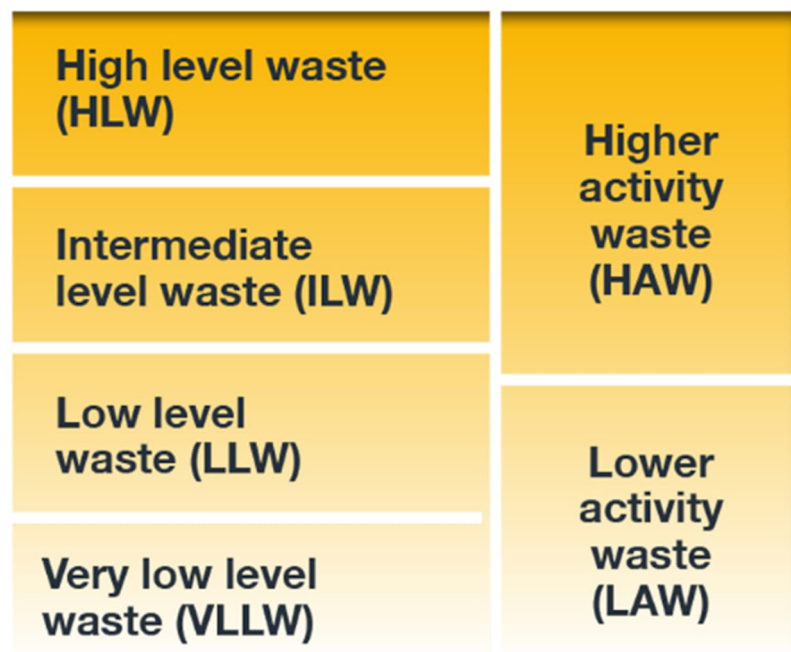 High level waste
(HLW)
Intermediate
level waste (ILW)
Low level
waste (LLW)
Very low level
waste (VLLW)
Higher
activity
waste
(HAW)
Lower
activity
waste
(LAW)